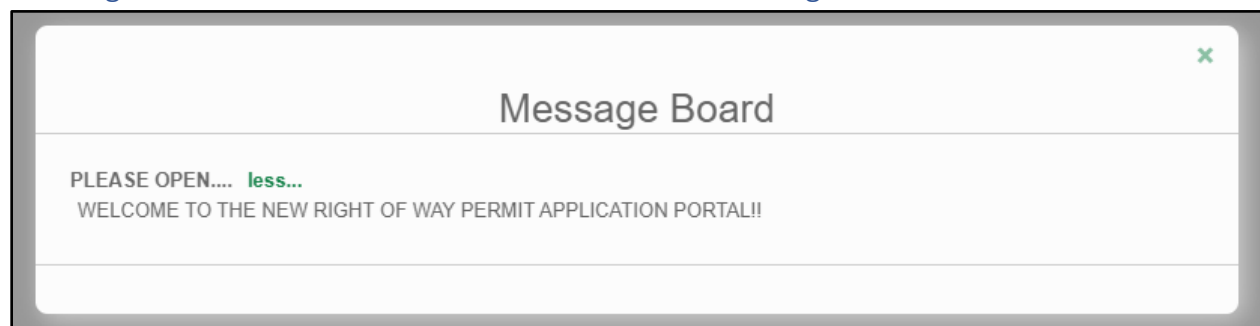 Message Board
PLEASE OPEN.... less...
WELCOME TO THE NEW RIGHT OF WAY PERMIT APPLICATION PORTAL!!